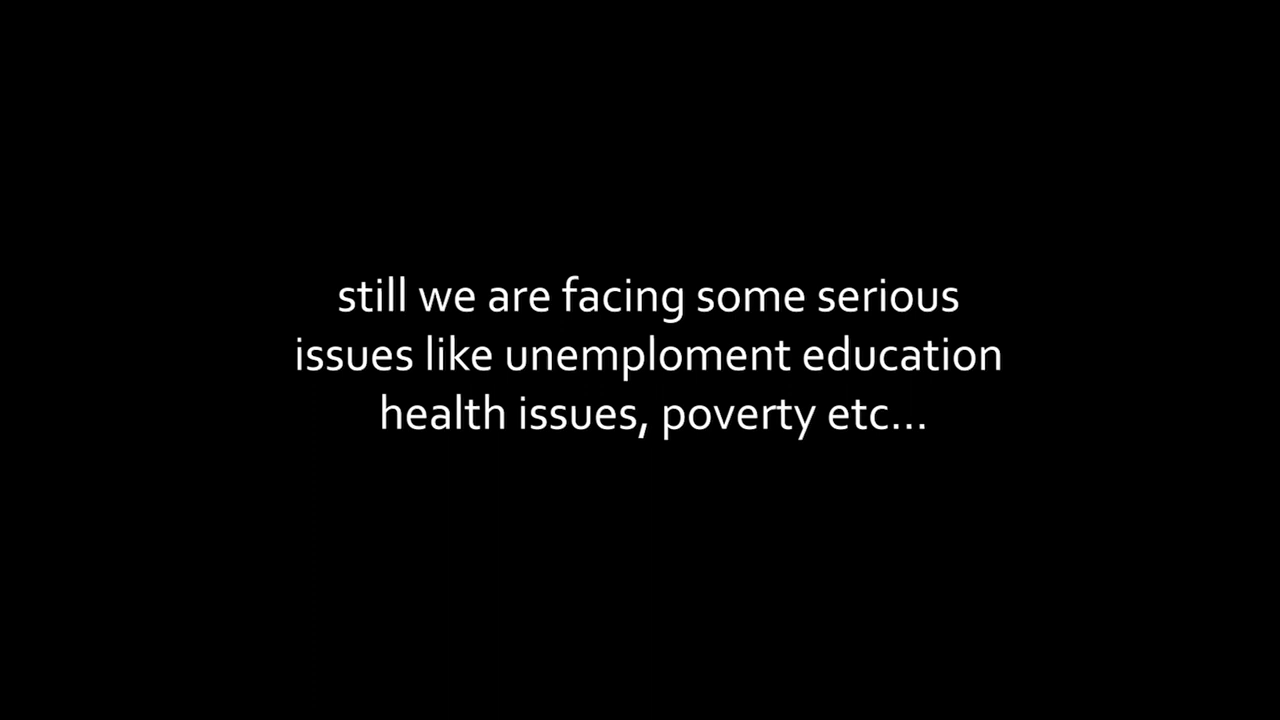 still we are facing some serious
issues like unemploment education
health issues, poverty etc...